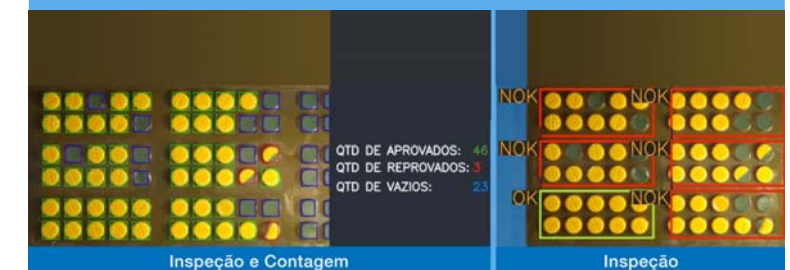 QTD DE APROVADOS: 46
QTD DE REPROVADOS: 3
QTD DE VAZIOS: 23
Inspeção e Contagem
NOK NOK
NOK
OK NOK
Inspeção